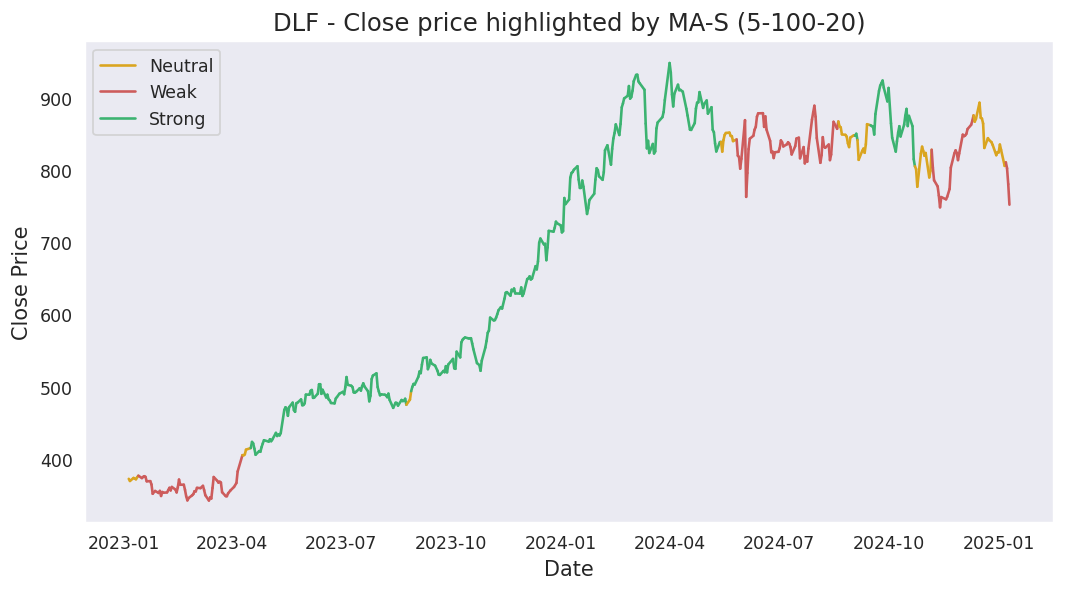 DLF - Close price highlighted by MA-S (5-100-20)
Neutral
Weak
Strong
Close Price
900
800
700
600
500
400
2023-01 2023-04 2023-07 2023-10 2024-01 2024-04 2024-07 2024-10 2025-01
Date